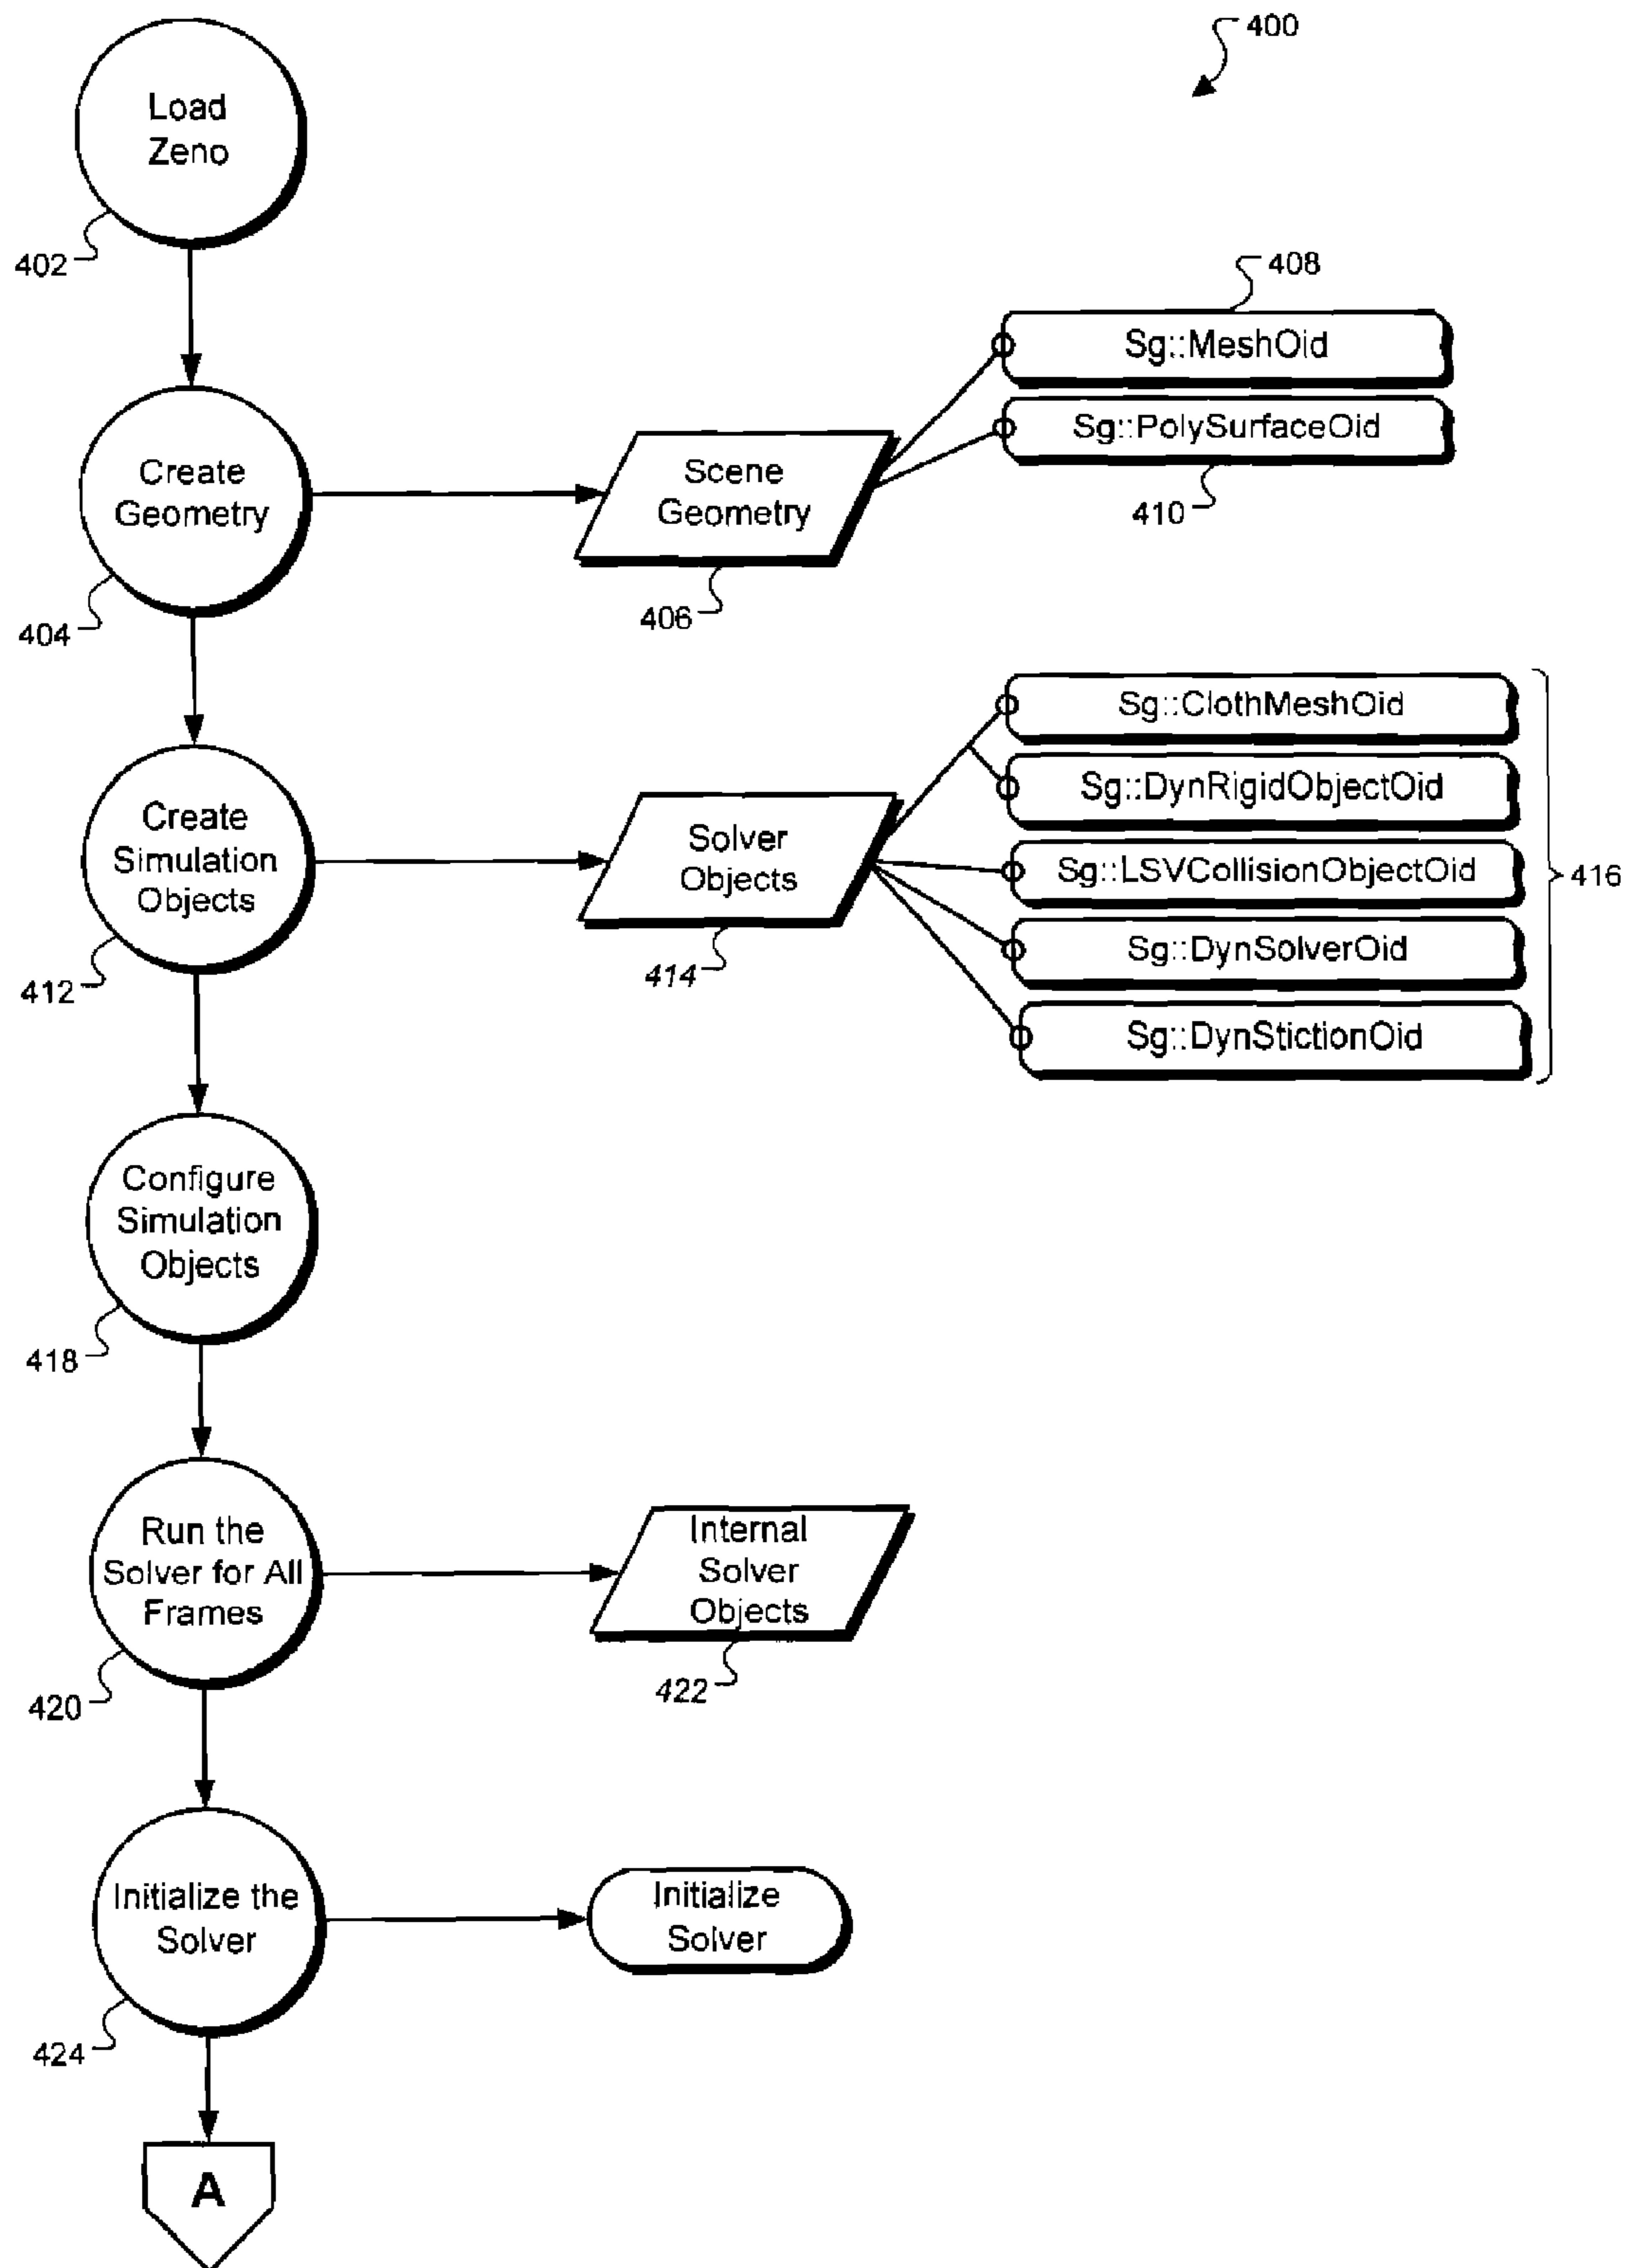 400
Load
Zeno
402
408
Sg::MeshOid
Sg::PolySurfaceOid
410
Create
Geometry
404
Scene
Geometry
406
Create
Simulation
Objects
412
Solver
Objects
414
Sg::ClothMeshOid
Sg::DynRigidObjectOid
Sg::LSVCollisionObjectOid
Sg::DynSolverOid
Sg::DynStictionOid
416
Configure
Simulation
Objects
418
Run the
Solver for All
Frames
420
Internal
Solver
Objects
422
Initialize the
Solver
424
Initialize
Solver
A